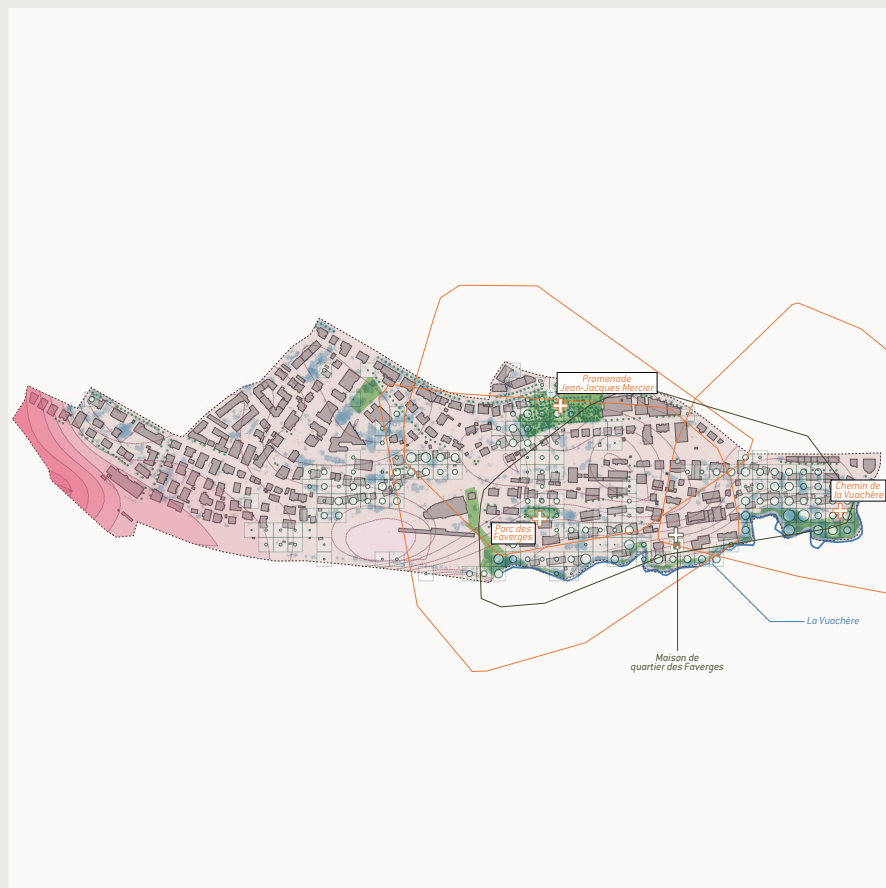 Promenade
Jean-Jacques Mercier
Chemin de
la Vuachère
Parc des
Faverges
La Vuachère
Maison de
quartier des Faverges